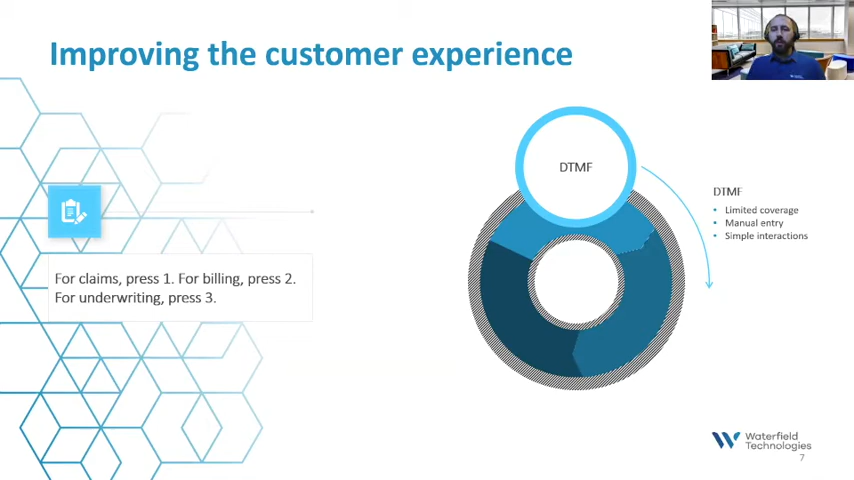 Improving the customer experience
For claims, press 1. For billing, press 2.
For underwriting, press 3.
DTMF
DTMF
• Limited coverage
• Manual entry
• Simple interactions
Waterfield
Technologies
7